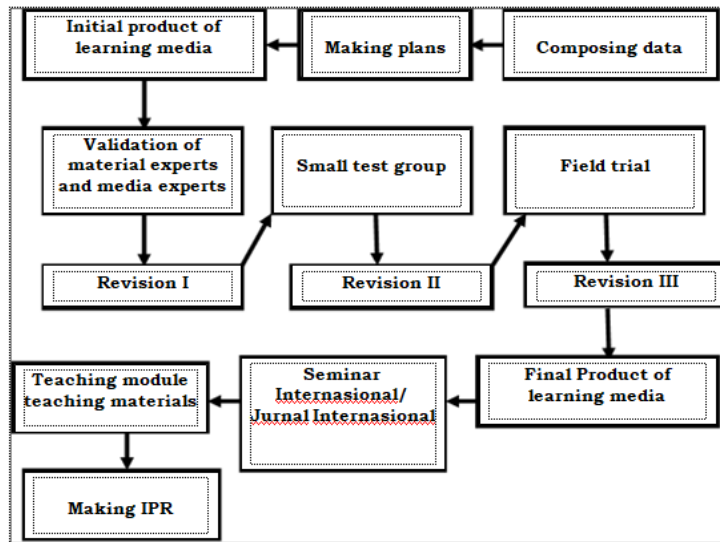 Initial product of
learning media
Making plans
Composing data
Validation of
material experts
and media experts
Small test group
Field trial
Revision I
Revision II
Revision III
Teaching module
teaching materials
Seminar
Internasional/
Jurnal Internasional
Final Product of
learning media
Making IPR